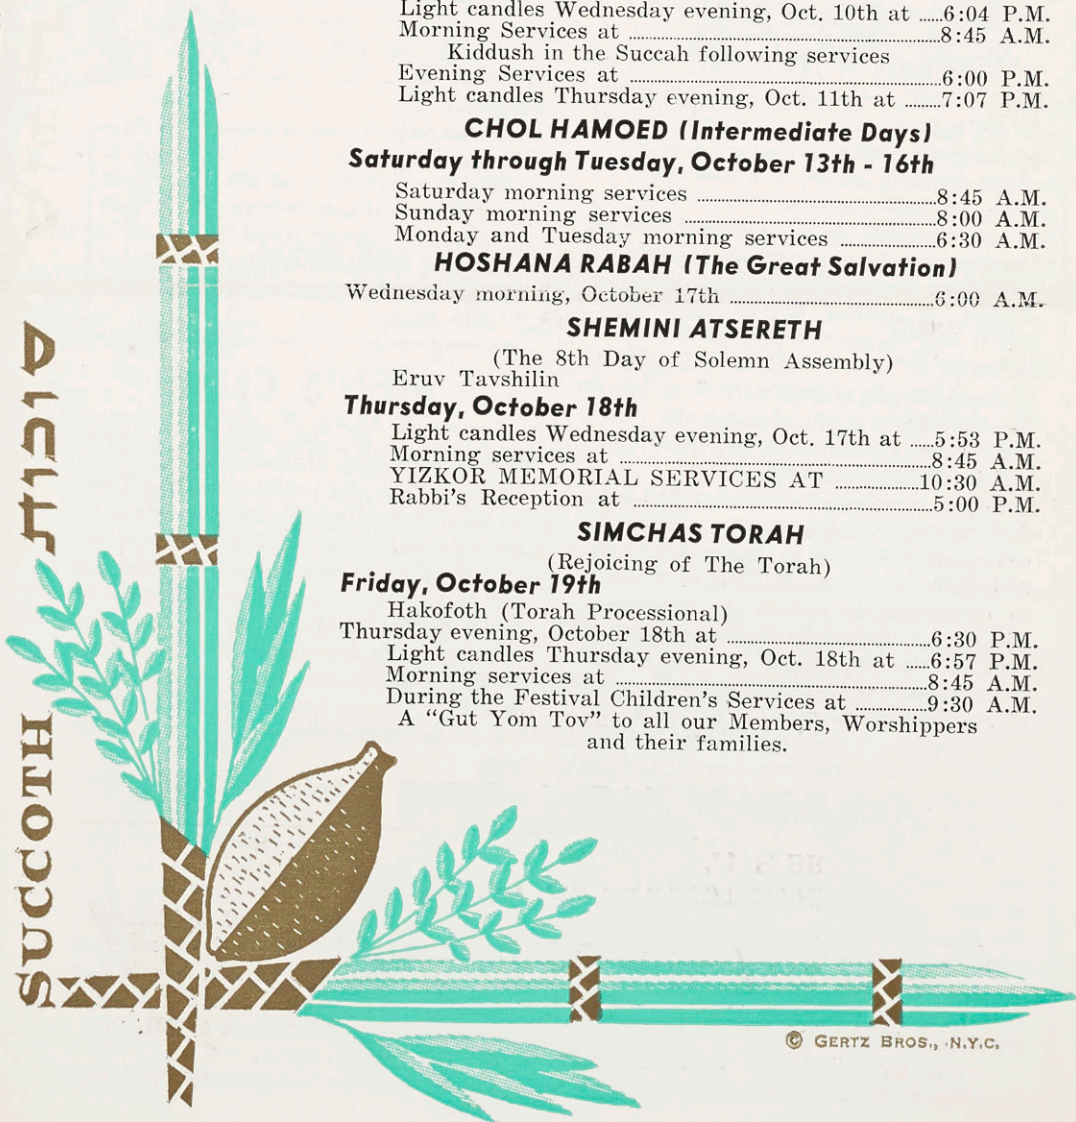 Light candles Wednesday evening, Oct. 10th at ......6:04 P.M.
Morning Services at ......8:45 A.M.
Kiddush in the Succah following services
Evening Services at ......6:00 P.M.
Light candles Thursday evening, Oct. 11th at ......7:07 P.M.
CHOL HAMOED (Intermediate Days)
Saturday through Tuesday, October 13th - 16th
Saturday morning services ......8:45 A.M.
Sunday morning services ......8:00 A.M.
Monday and Tuesday morning services ......6:30 A.M.
HOSHANA RABAH (The Great Salvation)
Wednesday morning, October 17th ......6:00 A.M.
SHEMINI ATSERETH
(The 8th Day of Solemn Assembly)
Eruv Tavshilin
Thursday, October 18th
Light candles Wednesday evening, Oct. 17th at ......5:53 P.M.
Morning services at ......8:45 A.M.
YIZKOR MEMORIAL SERVICES AT ......10:30 A.M.
Rabbi's Reception at ......5:00 P.M.
SIMCHAS TORAH
(Rejoicing of The Torah)
Friday, October 19th
Hakofoth (Torah Processional)
Thursday evening, October 18th at ......6:30 P.M.
Light candles Thursday evening, Oct. 18th at ......6:57 P.M.
Morning services at ......8:45 A.M.
During the Festival Children's Services at ......9:30 A.M.
A "Gut Yom Tov" to all our Members, Worshippers
and their families.
סוכות
SUCCOTH
© GERTZ BROS., N.Y.C.